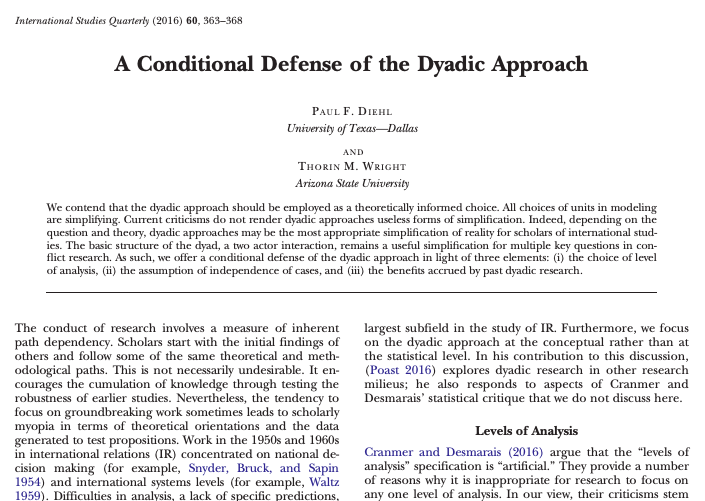 International Studies Quarterly (2016) 60, 363–368
A Conditional Defense of the Dyadic Approach
PAUL F. DIEHL
University of Texas—Dallas
AND
THORIN M. WRIGHT
Arizona State University
We contend that the dyadic approach should be employed as a theoretically informed choice. All choices of units in modeling
are simplifying. Current criticisms do not render dyadic approaches useless forms of simplification. Indeed, depending on the
question and theory, dyadic approaches may be the most appropriate simplification of reality for scholars of international stud-
ies. The basic structure of the dyad, a two actor interaction, remains a useful simplification for multiple key questions in con-
flict research. As such, we offer a conditional defense of the dyadic approach in light of three elements: (i) the choice of level
of analysis, (ii) the assumption of independence of cases, and (iii) the benefits accrued by past dyadic research.
The conduct of research involves a measure of inherent
path dependency. Scholars start with the initial findings of
others and follow some of the same theoretical and meth-
odological paths. This is not necessarily undesirable. It en-
courages the cumulation of knowledge through testing the
robustness of earlier studies. Nevertheless, the tendency to
focus on groundbreaking work sometimes leads to scholarly
myopia in terms of theoretical orientations and the data
generated to test propositions. Work in the 1950s and 1960s
in international relations (IR) concentrated on national de-
cision making (for example, Snyder, Bruck, and Sapin
1954) and international systems levels (for example, Waltz
1959). Difficulties in analysis, a lack of specific predictions,
largest subfield in the study of IR. Furthermore, we focus
on the dyadic approach at the conceptual rather than at
the statistical level. In his contribution to this discussion,
(Poast 2016) explores dyadic research in other research
milieus; he also responds to aspects of Cranmer and
Desmarais' statistical critique that we do not discuss here.
Levels of Analysis
Cranmer and Desmarais (2016) argue that the “levels of
analysis” specification is “artificial.” They provide a number
of reasons why it is inappropriate for research to focus on
any one level of analysis. In our view, their criticisms stem